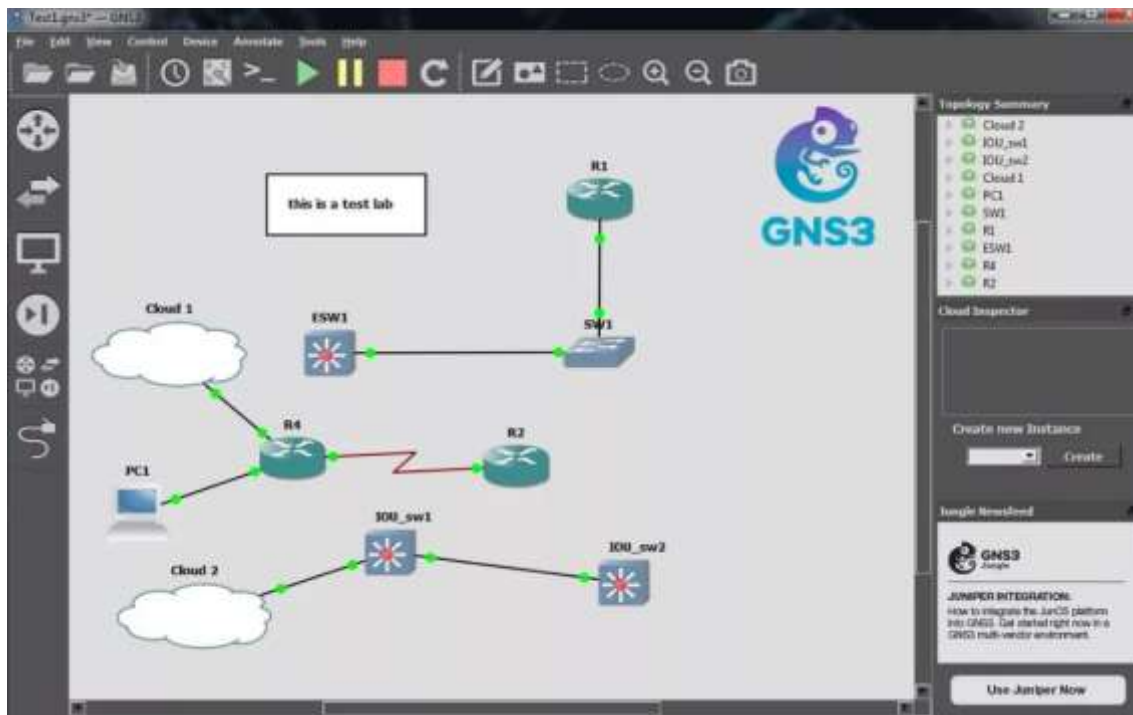 Test1.gns3* — GNS3
File Edit View Control Device Annotate Tools Help
Topology Summary
Cloud 2
IOU_sw1
IOU_sw2
Cloud 1
PC1
SW1
R1
ESW1
R4
R2
this is a test lab
R1
GNS3
Cloud 1
ESW1
SW1
R4
R2
PC1
IOU_sw1
IOU_sw2
Cloud 2
Cloud Inspector
Create new Instance
Create
Jungle Newsfeed
GNS3
Jungle
JUNIPER INTEGRATION:
How to integrate the JunOS platform
into GNS3. Get started right now in a
GNS3 multi-vendor environment.
Use Juniper Now